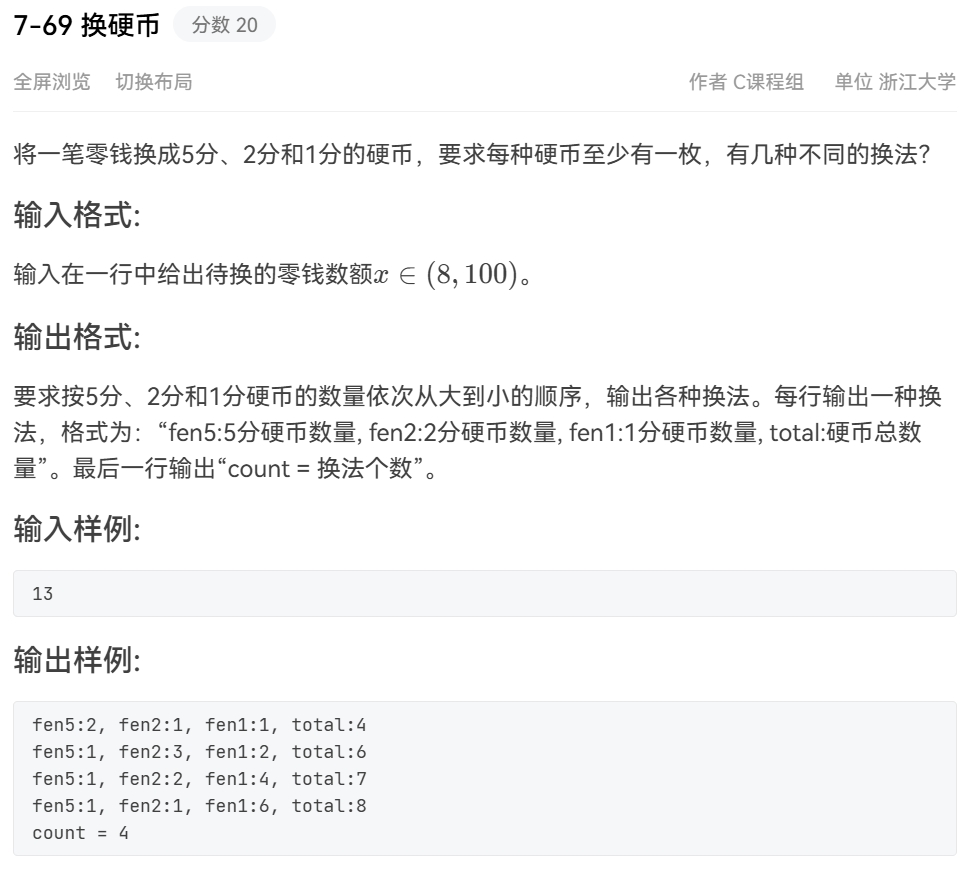 7-69 换硬币 分数 20
全屏浏览 切换布局 作者 C课程组 单位 浙江大学
将一笔零钱换成5分、2分和1分的硬币，要求每种硬币至少有一枚，有几种不同的换法？
输入格式:
输入在一行中给出待换的零钱数额x ∈ (8, 100)。
输出格式:
要求按5分、2分和1分硬币的数量依次从大到小的顺序，输出各种换法。每行输出一种换
法，格式为：“fen5:5分硬币数量, fen2:2分硬币数量, fen1:1分硬币数量, total:硬币总数
量”。最后一行输出“count = 换法个数”。
输入样例:
13
输出样例:
fen5:2, fen2:1, fen1:1, total:4
fen5:1, fen2:3, fen1:2, total:6
fen5:1, fen2:2, fen1:4, total:7
fen5:1, fen2:1, fen1:6, total:8
count = 4